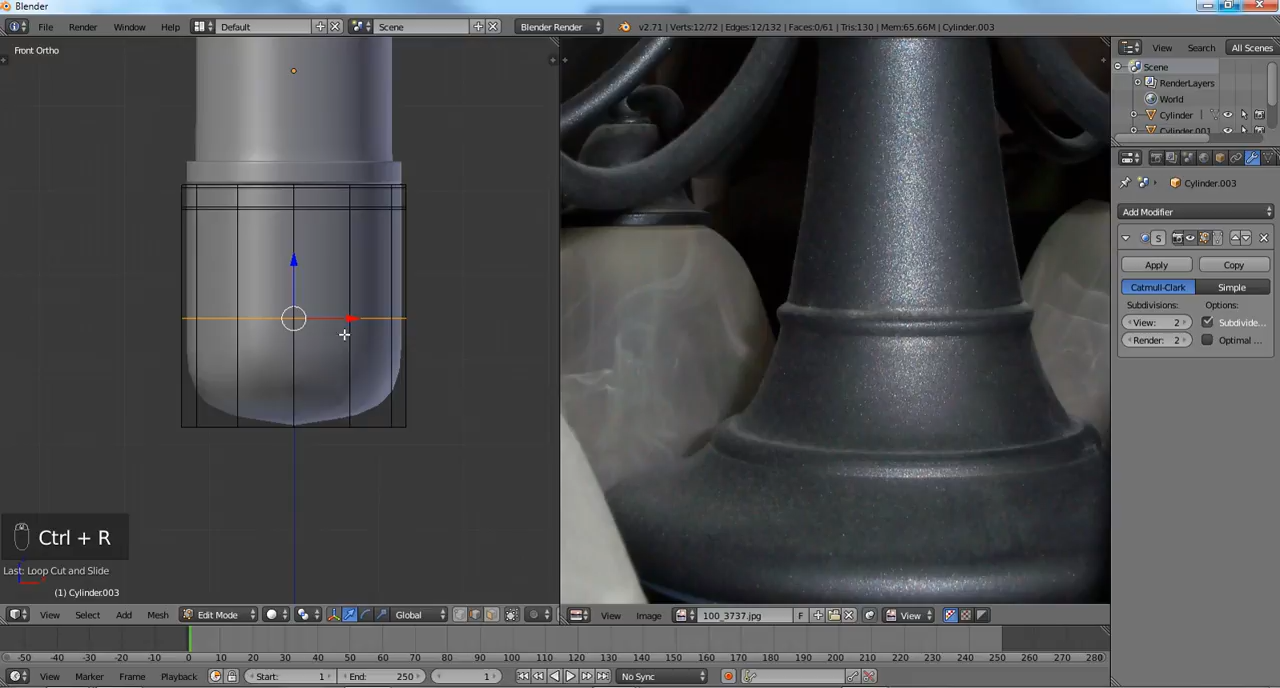 Blender
File Render Window Help Default Scene Blender Render v2.71 | Verts:12/72 | Edges:12/132 | Faces:0/61 | Tris:130 | Mem:65.66M | Cylinder.003
Front Ortho
View Search All Scenes
Scene
RenderLayers
World
Cylinder
Cylinder.001
Cylinder.003
Add Modifier
S
Apply Copy
Catmull-Clark Simple
Subdivisions: Options:
View: 2 Subdivide...
Render: 2 Optimal ...
Ctrl + R
Last: Loop Cut and Slide
(1) Cylinder.003
View Select Add Mesh Edit Mode Global View Image 100_3737.jpg F View
-50 -40 -30 -20 -10 0 10 20 30 40 50 60 70 80 90 100 110 120 130 140 150 160 170 180 190 200 210 220 230 240 250 260 270 280
View Marker Frame Playback Start: 1 End: 250 1 No Sync